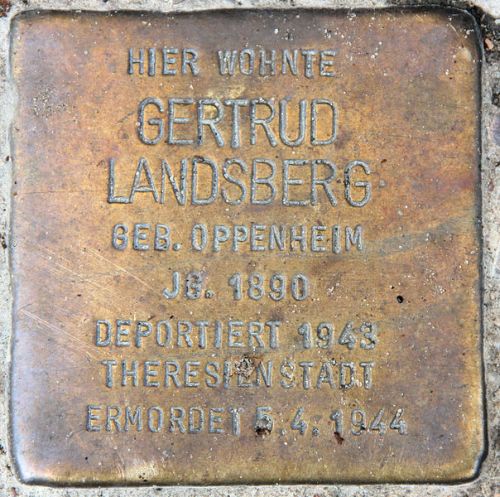 HIER WOHNTE
GERTRUD
LANDSBERG
GEB. OPPENHEIM
JG. 1890
DEPORTIERT 1943
THERESIENSTADT
ERMORDET 5.4.1944